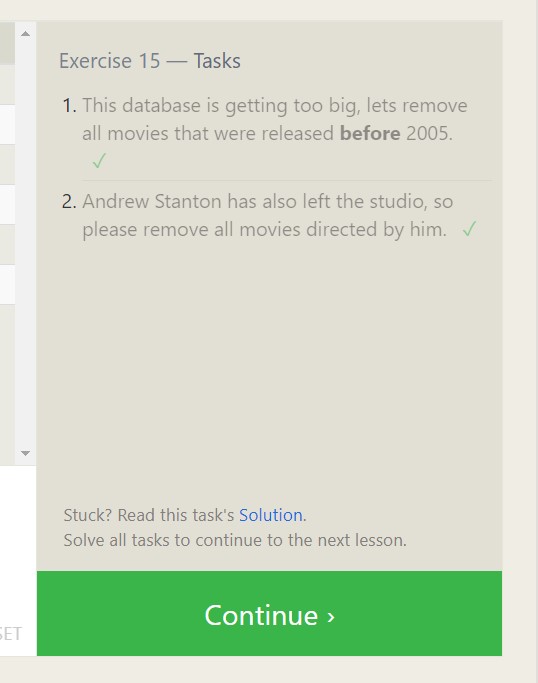 Exercise 15 — Tasks
1. This database is getting too big, lets remove
all movies that were released before 2005.
✓
2. Andrew Stanton has also left the studio, so
please remove all movies directed by him. ✓
Stuck? Read this task's Solution.
Solve all tasks to continue to the next lesson.
Continue ›
SET